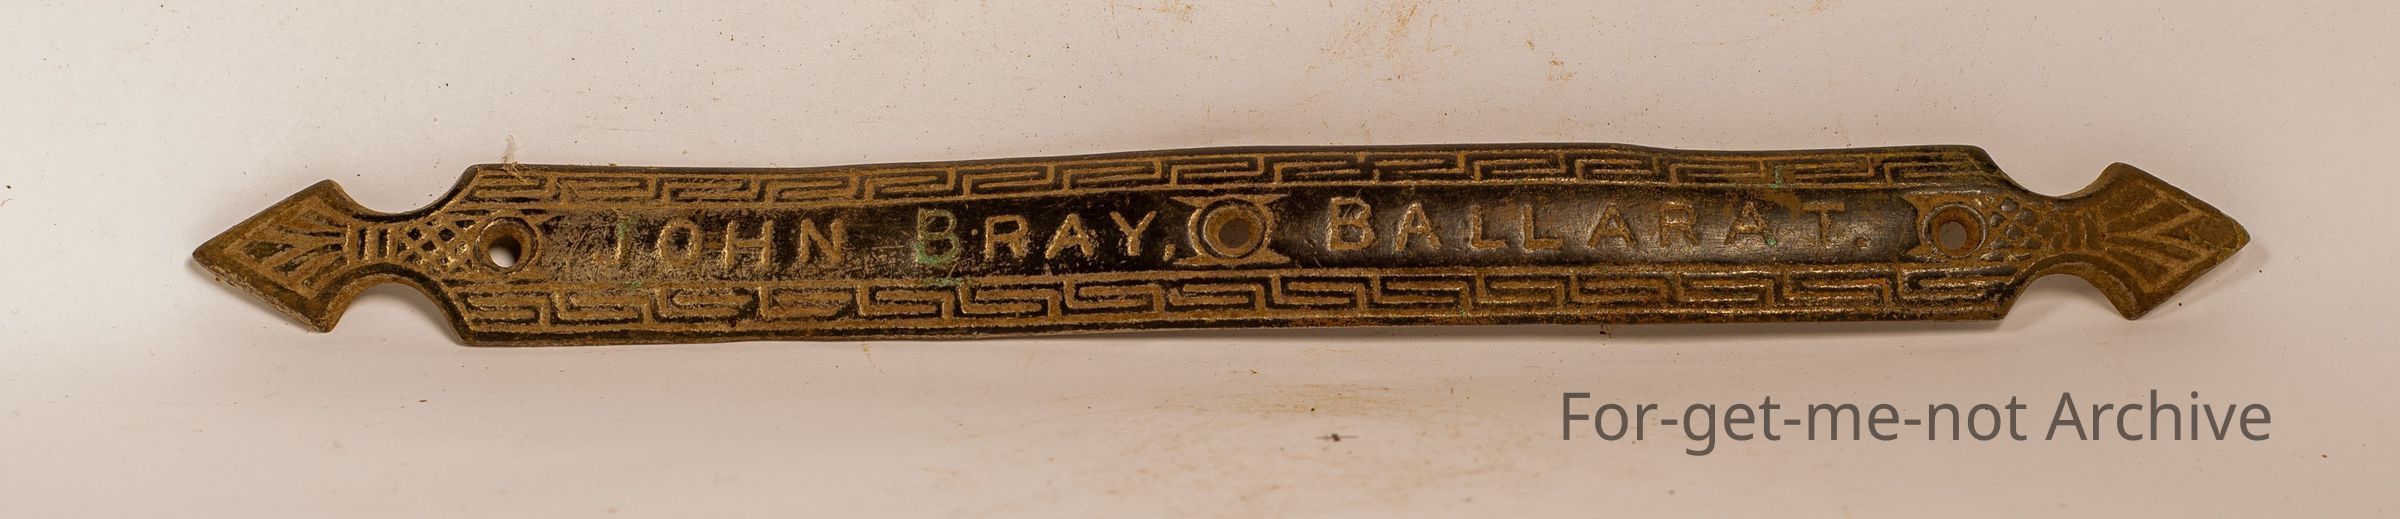 JOHN BRAY, BALLARAT.
For-get-me-not Archive